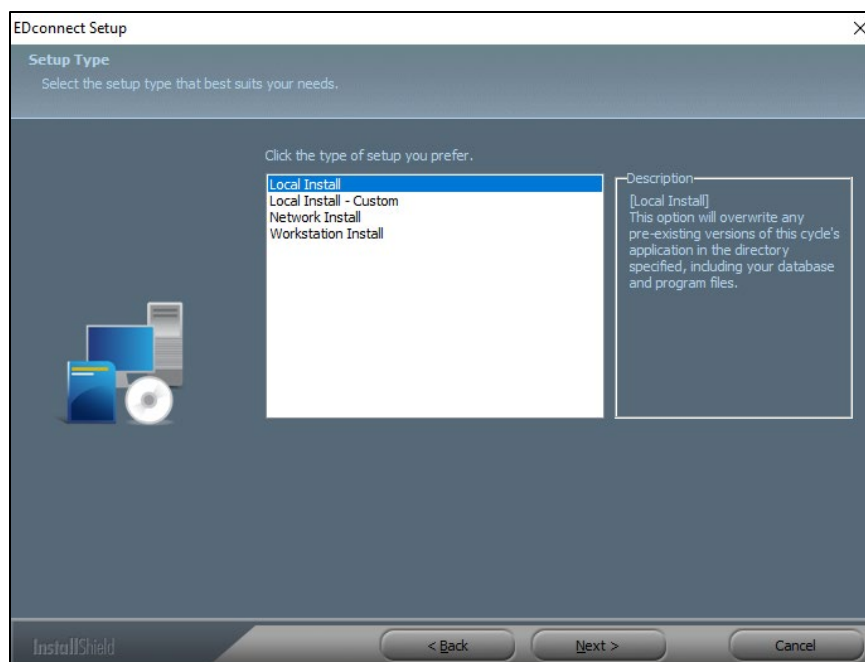 EDconnect Setup
Setup Type
Select the setup type that best suits your needs.
Click the type of setup you prefer.
Local Install
Local Install - Custom
Network Install
Workstation Install
Description
[Local Install]
This option will overwrite any
pre-existing versions of this cycle's
application in the directory
specified, including your database
and program files.
InstallShield
< Back
Next >
Cancel